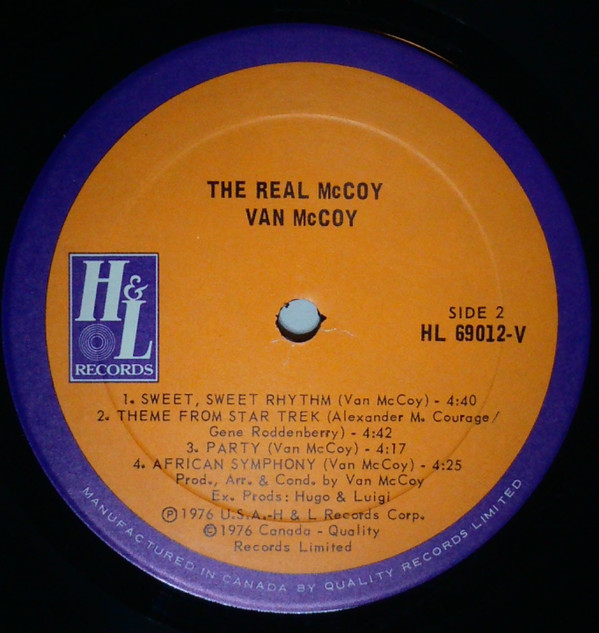 THE REAL McCOY
VAN McCOY
H&L
RECORDS
SIDE 2
HL 69012-V
1. SWEET, SWEET RHYTHM (Van McCoy) - 4:40
2. THEME FROM STAR TREK (Alexander M. Courage/
Gene Roddenberry) - 4:42
3. PARTY (Van McCoy) - 4:17
4. AFRICAN SYMPHONY (Van McCoy) - 4:25
Prod., Arr. & Cond. by Van McCoy
Ex. Prods: Hugo & Luigi
℗ 1976 U.S.A.-H & L Records Corp.
© 1976 Canada - Quality
Records Limited
MANUFACTURED IN CANADA BY QUALITY RECORDS LIMITED